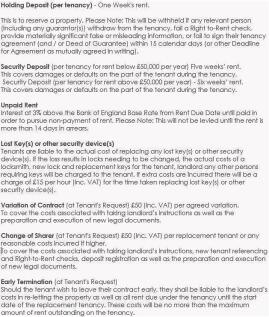 Holding Deposit (per tenancy) - One Week's rent.
This is to reserve a property. Please Note: This will be withheld if any relevant person
(including any guarantor(s)) withdraw from the tenancy, fail a Right-to-Rent check,
provide materially significant false or misleading information, or fail to sign their tenancy
agreement (and / or Deed of Guarantee) within 15 calendar days (or other Deadline
for Agreement as mutually agreed in writing).
Security Deposit (per tenancy for rent below £50,000 per year) Five weeks' rent.
This covers damages or defaults on the part of the tenant during the tenancy.
Security Deposit (per tenancy for rent above £50,000 per year) - Six weeks' rent.
This covers damages or defaults on the part of the tenant during the tenancy.
Unpaid Rent
Interest at 3% above the Bank of England Base Rate from Rent Due Date until paid in
order to pursue non-payment of rent. Please Note: This will not be levied until the rent is
more than 14 days in arrears.
Lost Key(s) or other security device(s)
Tenants are liable to the actual cost of replacing any lost key(s) or other security
device(s). If the loss results in locks needing to be changed, the actual costs of a
locksmith, new lock and replacement keys for the tenant, landlord any other persons
requiring keys will be charged to the tenant. If extra costs are incurred there will be a
charge of £15 per hour (inc. VAT) for the time taken replacing lost key(s) or other
security device(s).
Variation of Contract (at Tenant's Request) £50 (inc. VAT) per agreed variation.
To cover the costs associated with taking landlord's instructions as well as the
preparation and execution of new legal documents.
Change of Sharer (at Tenant's Request) £50 (inc. VAT) per replacement tenant or any
reasonable costs incurred if higher.
To cover the costs associated with taking landlord's instructions, new tenant referencing
and Right-to-Rent checks, deposit registration as well as the preparation and execution
of new legal documents.
Early Termination (at Tenant's Request)
Should the tenant wish to leave their contract early, they shall be liable to the landlord's
costs in re-letting the property as well as all rent due under the tenancy until the start
date of the replacement tenancy. These costs will be no more than the maximum
amount of rent outstanding on the tenancy.